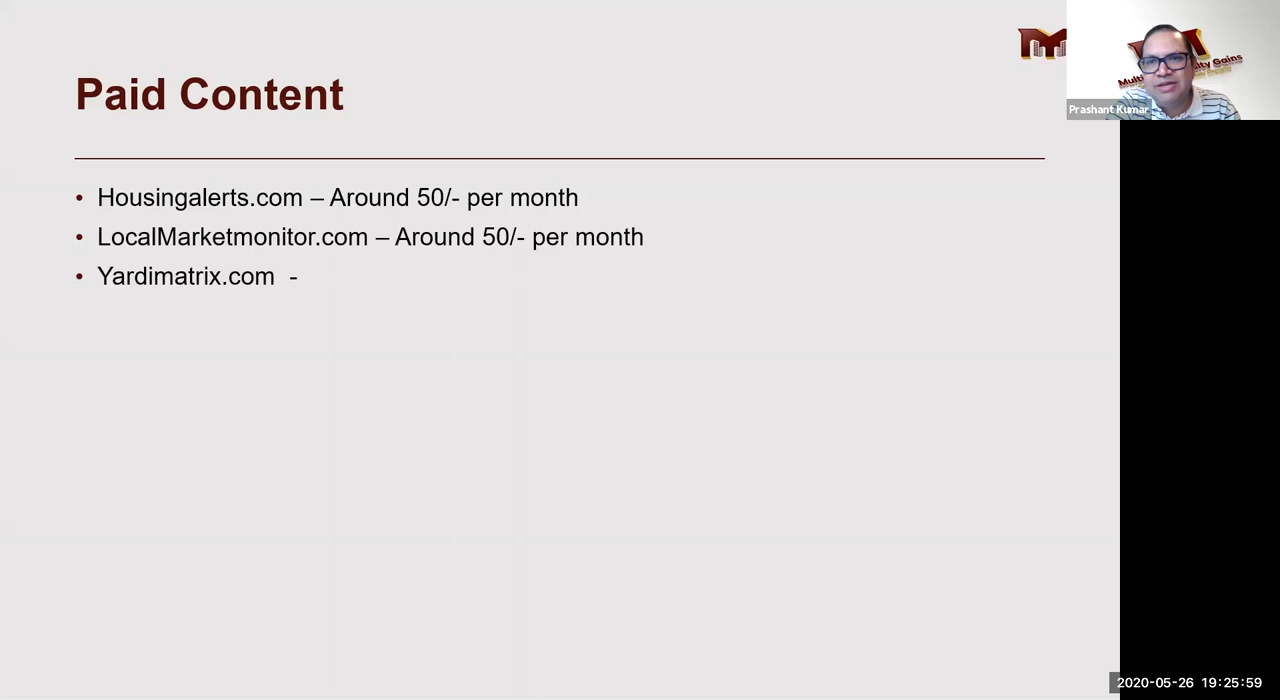 Paid Content
• Housingalerts.com – Around 50/- per month
• LocalMarketmonitor.com – Around 50/- per month
• Yardimatrix.com  -
Prashant Kumar
2020-05-26 19:25:59